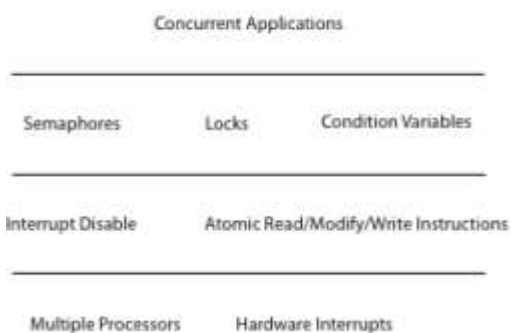 Concurrent Applications
Semaphores Locks Condition Variables
Interrupt Disable Atomic Read/Modify/Write Instructions
Multiple Processors Hardware Interrupts